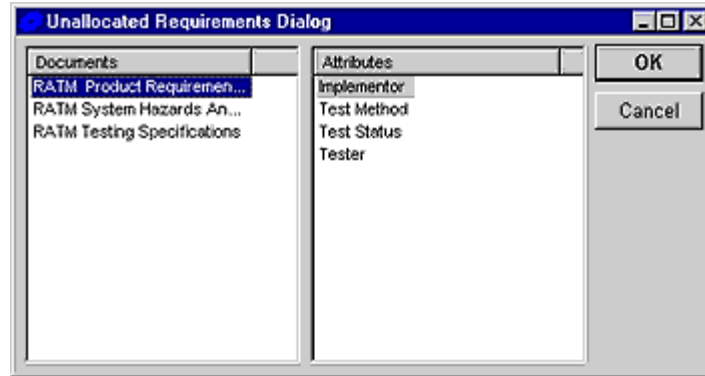 Unallocated Requirements Dialog
Documents
RATM Product Requiremen...
RATM System Hazards An...
RATM Testing Specifications
Attributes
Implementor
Test Method
Test Status
Tester
OK
Cancel